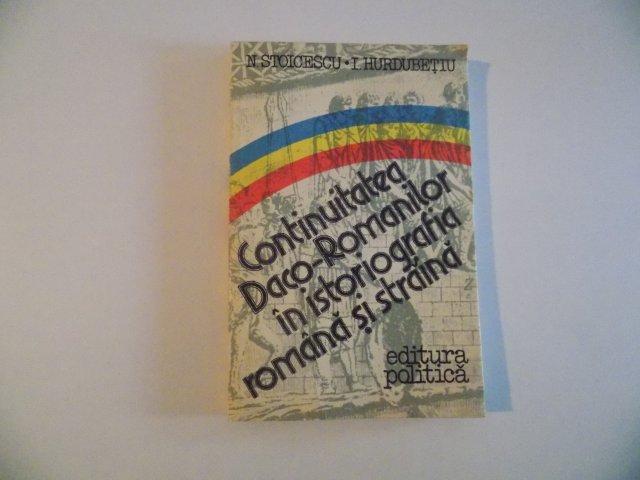 N. STOICESCU • I. HURDUBEȚIU
Continuitatea
Daco-Romanilor
în istoriografia
română și străină
editura
politică